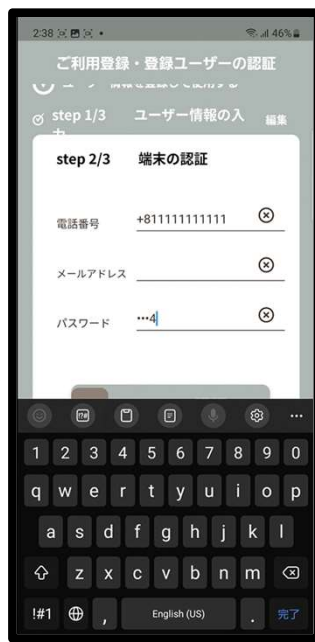 2:38
46%
ご利用登録・登録ユーザーの認証
step 1/3 ユーザー情報の入力 編集
step 2/3 端末の認証
電話番号 +811111111111
メールアドレス
パスワード •••4
!?#
...
1 2 3 4 5 6 7 8 9 0
q w e r t y u i o p
a s d f g h j k l
z x c v b n m
!#1 , English (US) . 完了